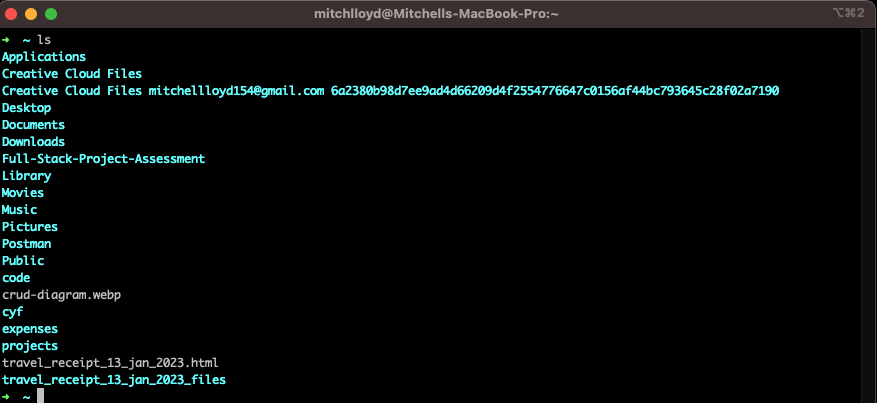 mitchlloyd@Mitchells-MacBook-Pro:~ ⌥⌘2
➜ ~ ls
Applications
Creative Cloud Files
Creative Cloud Files mitchellloyd154@gmail.com 6a2380b98d7ee9ad4d66209d4f2554776647c0156af44bc793645c28f02a7190
Desktop
Documents
Downloads
Full-Stack-Project-Assessment
Library
Movies
Music
Pictures
Postman
Public
code
crud-diagram.webp
cyf
expenses
projects
travel_receipt_13_jan_2023.html
travel_receipt_13_jan_2023_files
➜ ~